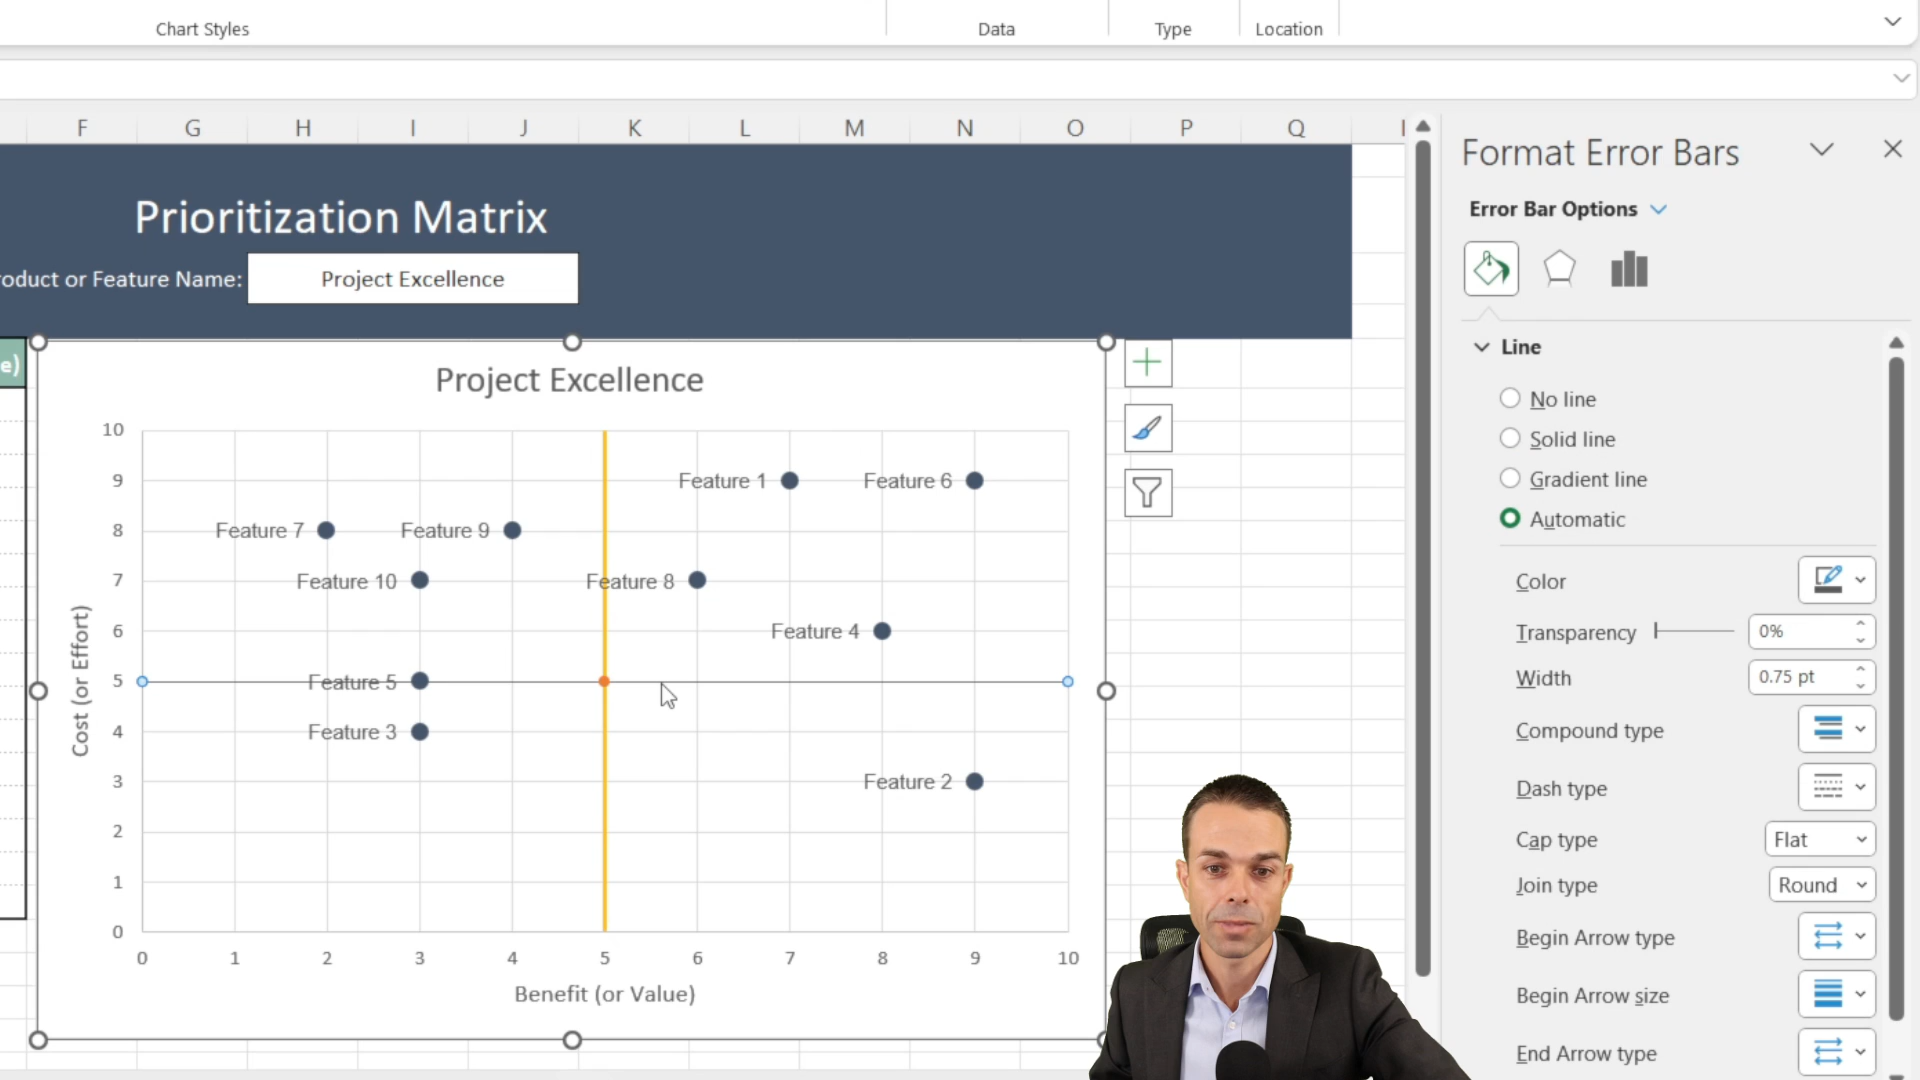 Chart Styles
Data
Type
Location
F
G
H
I
J
K
L
M
N
O
P
Q
Prioritization Matrix
roduct or Feature Name:
Project Excellence
e)
Project Excellence
10
9
8
7
6
5
4
3
2
1
0
Cost (or Effort)
Feature 1
Feature 6
Feature 7
Feature 9
Feature 10
Feature 8
Feature 4
Feature 5
Feature 3
Feature 2
0
1
2
3
4
5
6
7
8
9
10
Benefit (or Value)
Format Error Bars
Error Bar Options
Line
No line
Solid line
Gradient line
Automatic
Color
Transparency
0%
Width
0.75 pt
Compound type
Dash type
Cap type
Flat
Join type
Round
Begin Arrow type
Begin Arrow size
End Arrow type